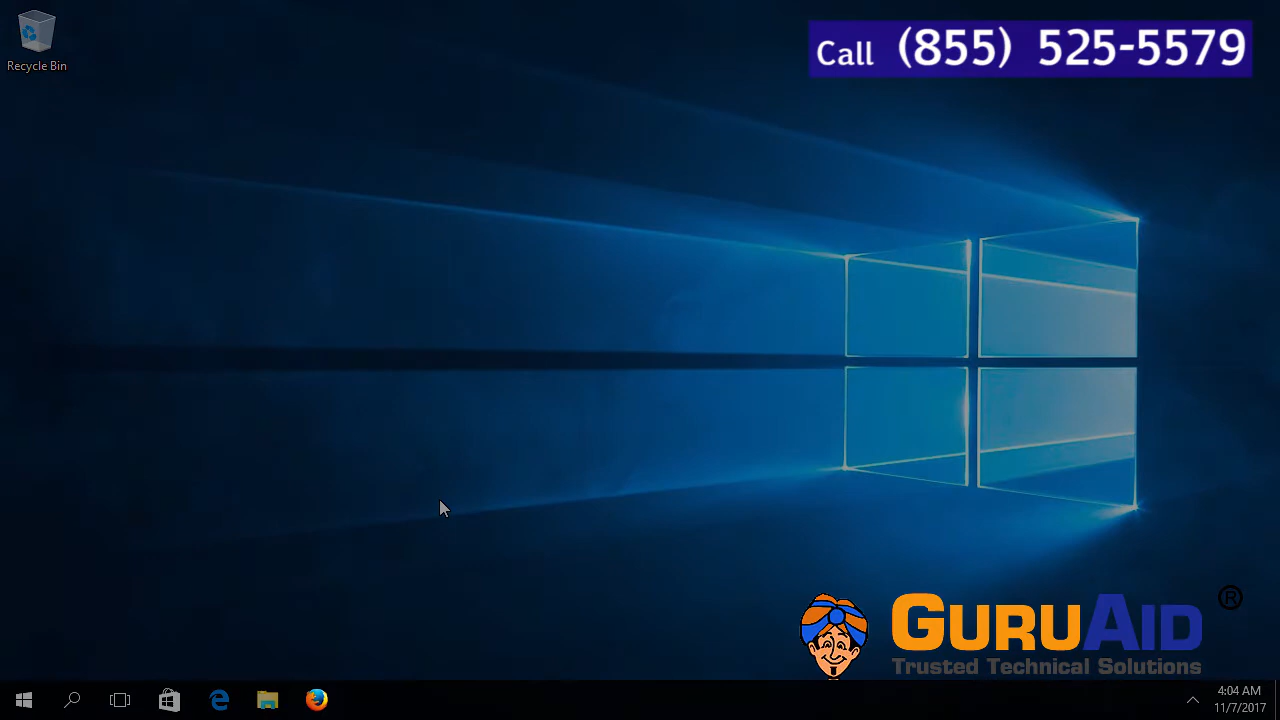 Call (855) 525-5579
Recycle Bin
GURUAID®
Trusted Technical Solutions
4:04 AM
11/7/2017